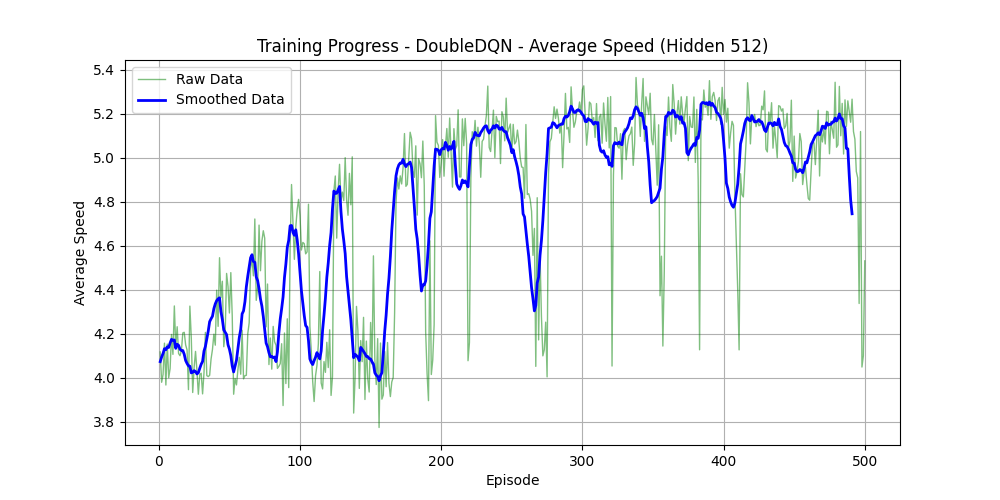 Training Progress - DoubleDQN - Average Speed (Hidden 512)
Raw Data
Smoothed Data
Average Speed
5.4
5.2
5.0
4.8
4.6
4.4
4.2
4.0
3.8
0 100 200 300 400 500
Episode